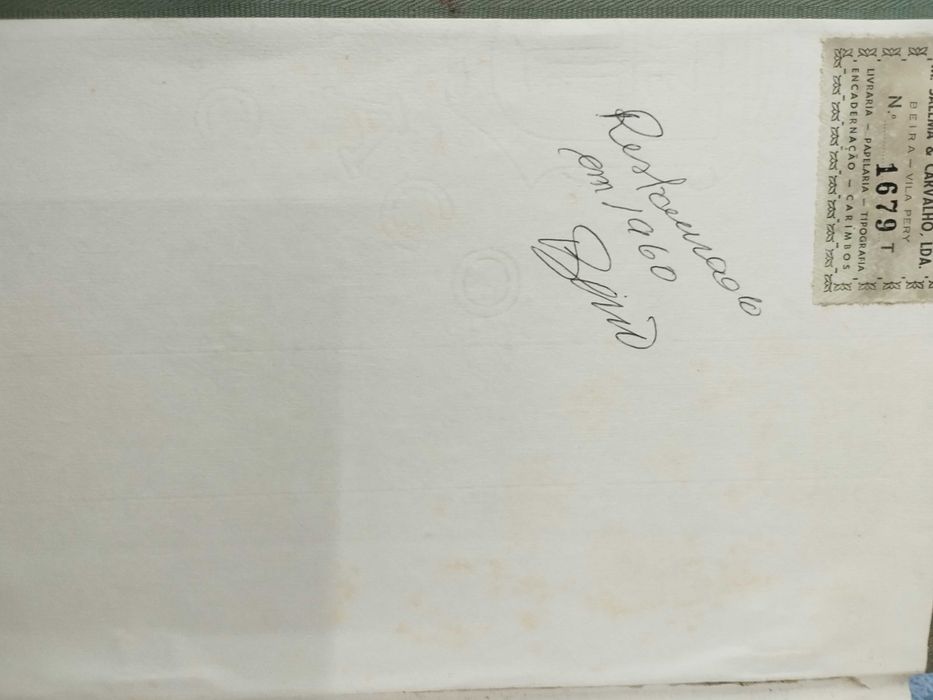 SALEMA & CARVALHO, LDA.
BEIRA — VILA PERY
N.º 1679 T
LIVRARIA — PAPELARIA — TIPOGRAFIA
ENCADERNAÇÃO — CARIMBOS
Restaurado
em 1960